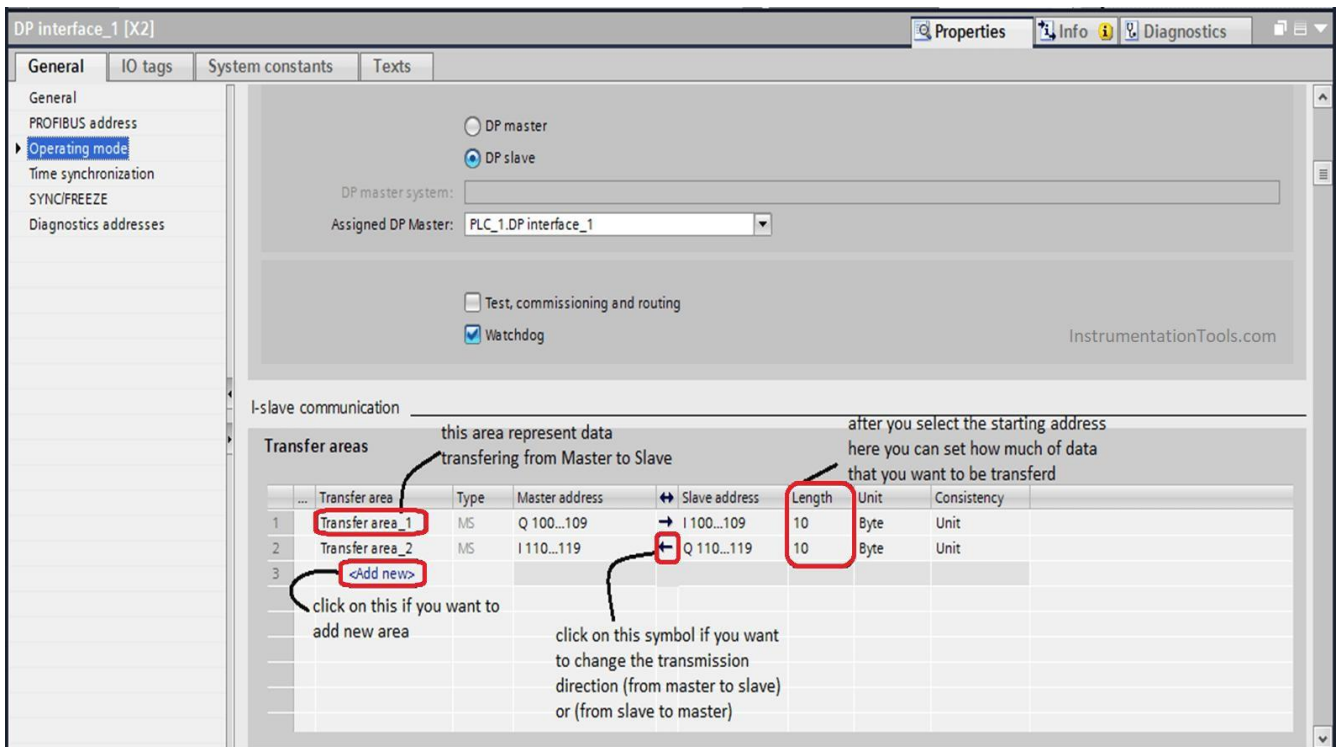 DP interface_1 [X2]
Properties
Info
Diagnostics
General
IO tags
System constants
Texts
General
PROFIBUS address
Operating mode
Time synchronization
SYNC/FREEZE
Diagnostics addresses
DP master
DP slave
DP master system:
Assigned DP Master: PLC_1.DP interface_1
Test, commissioning and routing
Watchdog
InstrumentationTools.com
I-slave communication
Transfer areas
this area represent data
transfering from Master to Slave
after you select the starting address
here you can set how much of data
that you want to be transferd
... Transfer area Type Master address ↔ Slave address Length Unit Consistency
1 Transfer area_1 MS Q 100...109 → I 100...109 10 Byte Unit
2 Transfer area_2 MS I 110...119 ← Q 110...119 10 Byte Unit
3 <Add new>
click on this if you want to
add new area
click on this symbol if you want
to change the transmission
direction (from master to slave)
or (from slave to master)